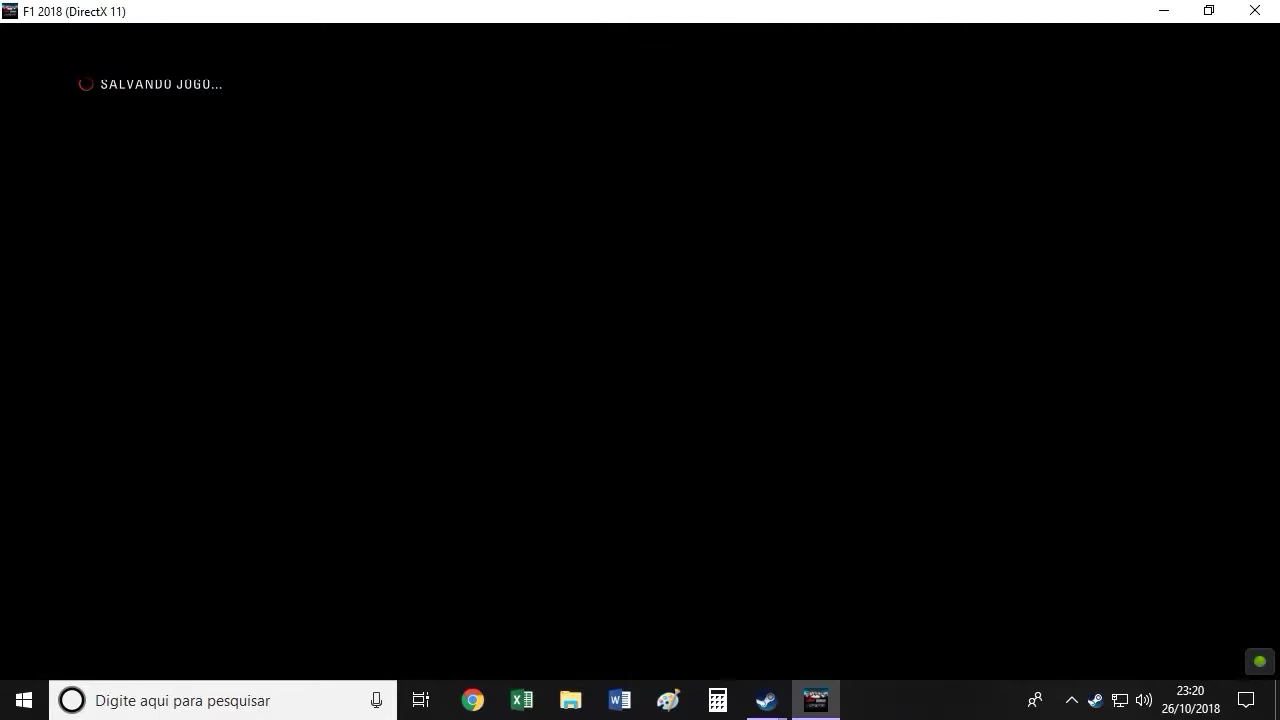 F1 2018 (DirectX 11)
SALVANDO JOGO...
Digite aqui para pesquisar
23:20
26/10/2018